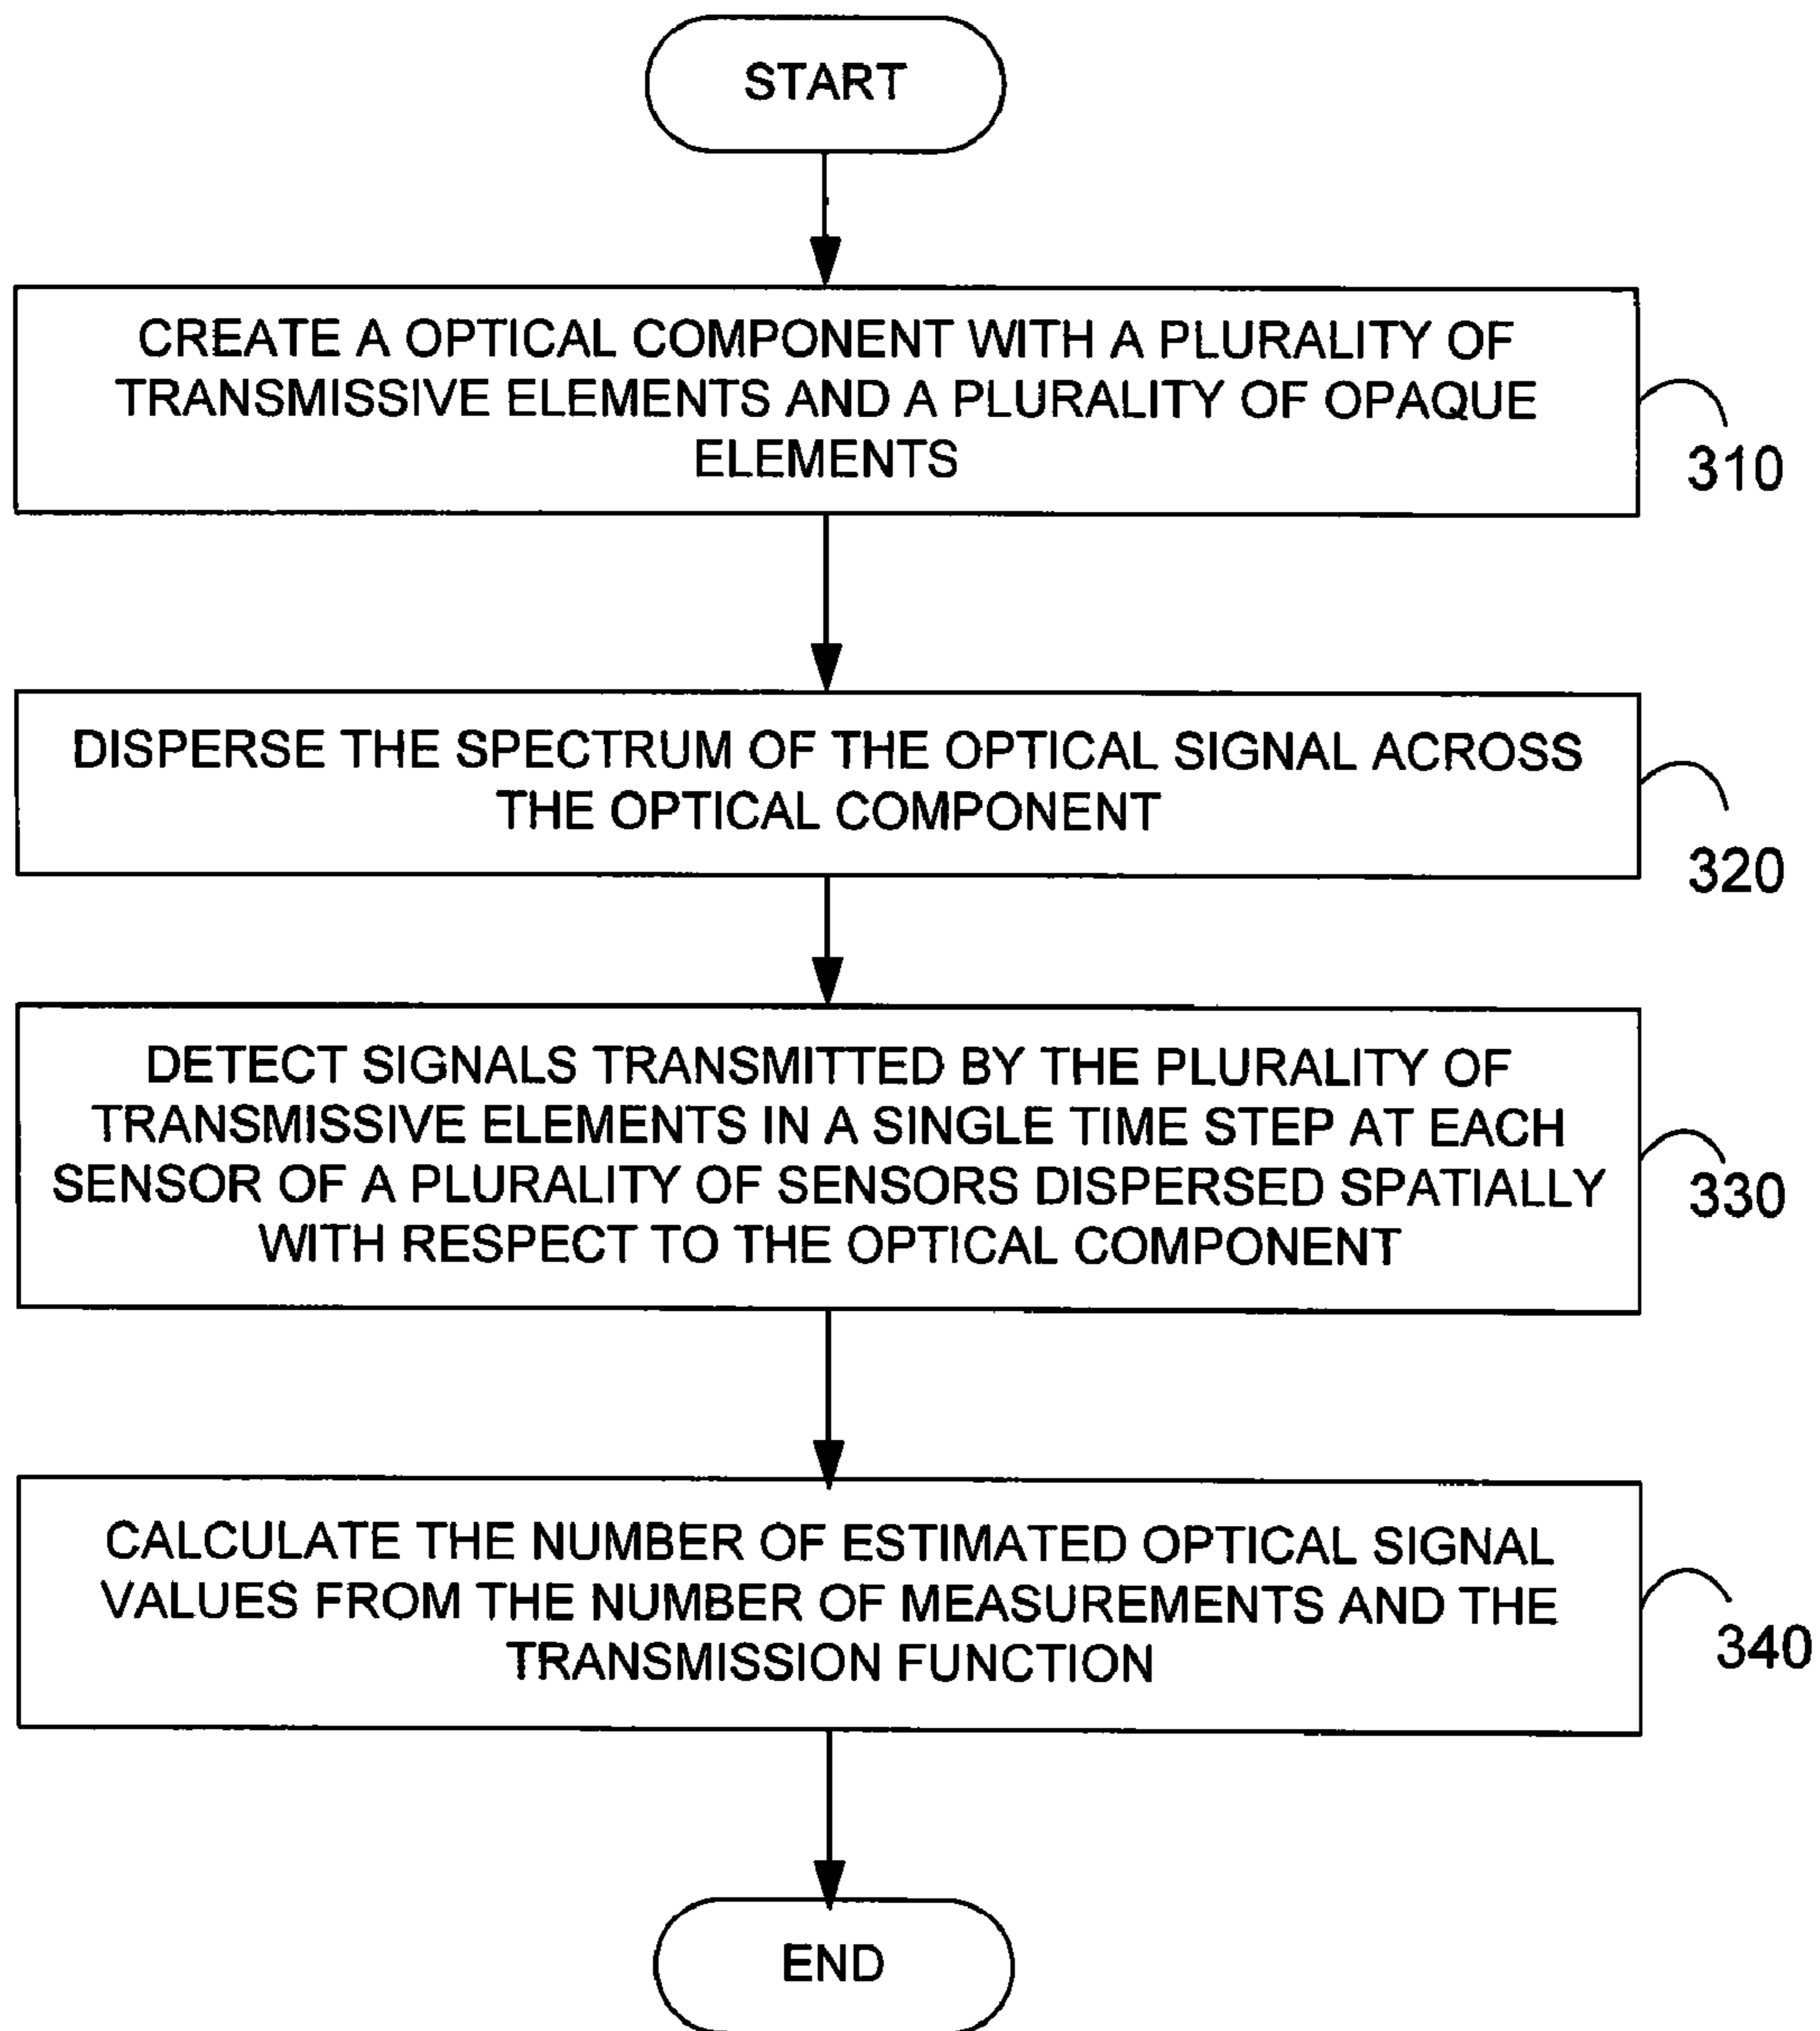 START
CREATE A OPTICAL COMPONENT WITH A PLURALITY OF
TRANSMISSIVE ELEMENTS AND A PLURALITY OF OPAQUE
ELEMENTS
310
DISPERSE THE SPECTRUM OF THE OPTICAL SIGNAL ACROSS
THE OPTICAL COMPONENT
320
DETECT SIGNALS TRANSMITTED BY THE PLURALITY OF
TRANSMISSIVE ELEMENTS IN A SINGLE TIME STEP AT EACH
SENSOR OF A PLURALITY OF SENSORS DISPERSED SPATIALLY
WITH RESPECT TO THE OPTICAL COMPONENT
330
CALCULATE THE NUMBER OF ESTIMATED OPTICAL SIGNAL
VALUES FROM THE NUMBER OF MEASUREMENTS AND THE
TRANSMISSION FUNCTION
340
END